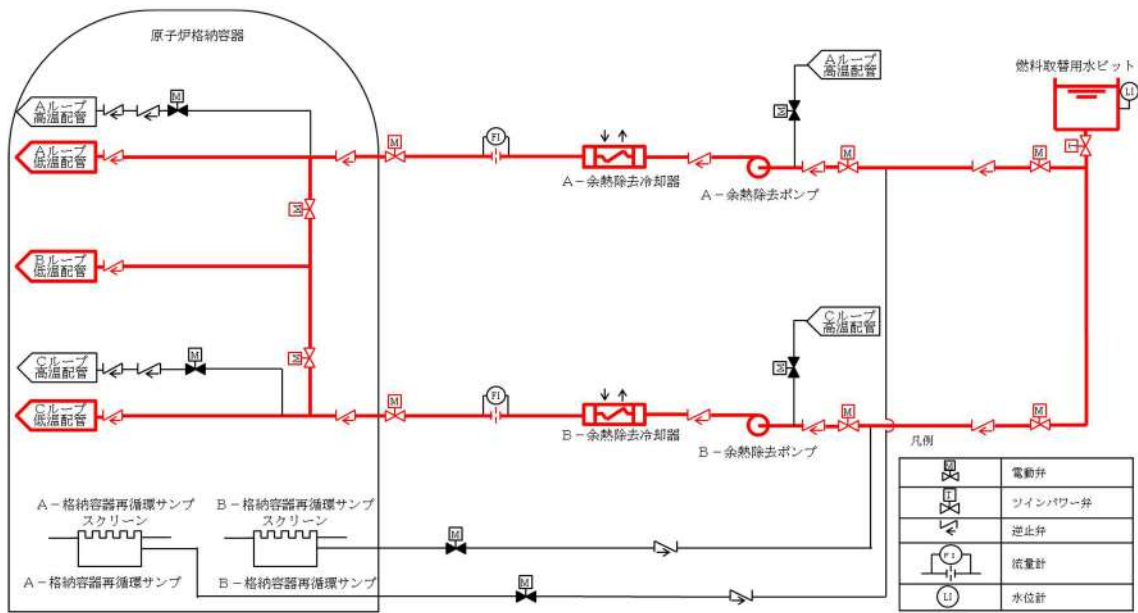 原子炉格納容器
Aループ
高温配管
M
Aループ
低温配管
M
Bループ
低温配管
Cループ
高温配管
M
M
Cループ
低温配管
M
FI
A-余熱除去冷却器
A-余熱除去ポンプ
Aループ
高温配管
M
M
M
燃料取替用水ピット
LI
T
M
FI
B-余熱除去冷却器
B-余熱除去ポンプ
Cループ
高温配管
M
M
M
A-格納容器再循環サンプ
スクリーン
A-格納容器再循環サンプ
B-格納容器再循環サンプ
スクリーン
B-格納容器再循環サンプ
M
M
凡例
M
電動弁
T
ツインパワー弁
逆止弁
FI
流量計
LI
水位計